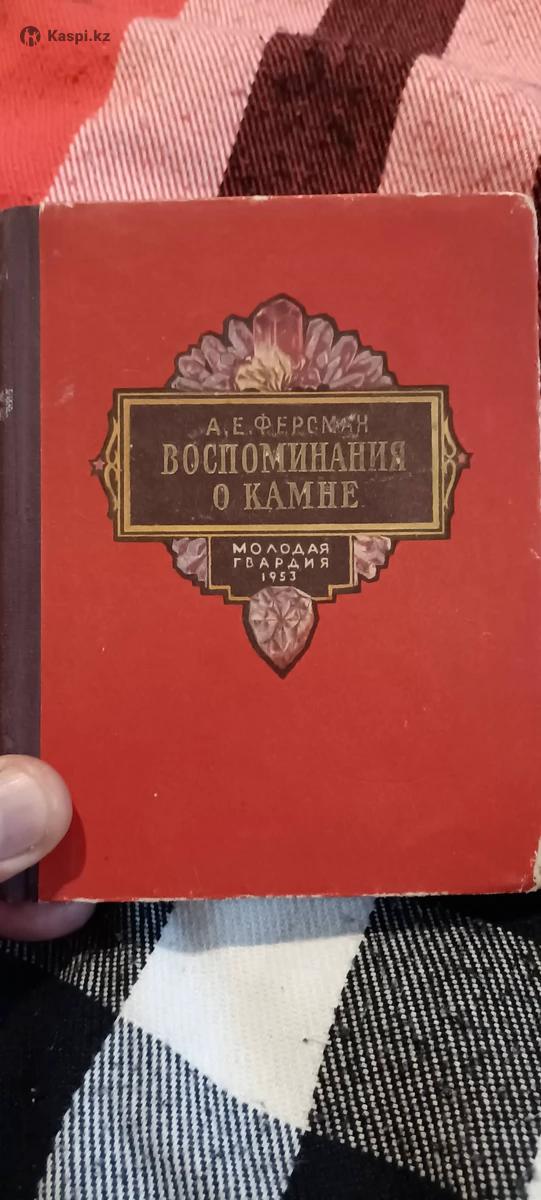 Kaspi.kz
А.Е.ФЕРСМАН
ВОСПОМИНАНИЯ
О КАМНЕ
МОЛОДАЯ
ГВАРДИЯ
1953